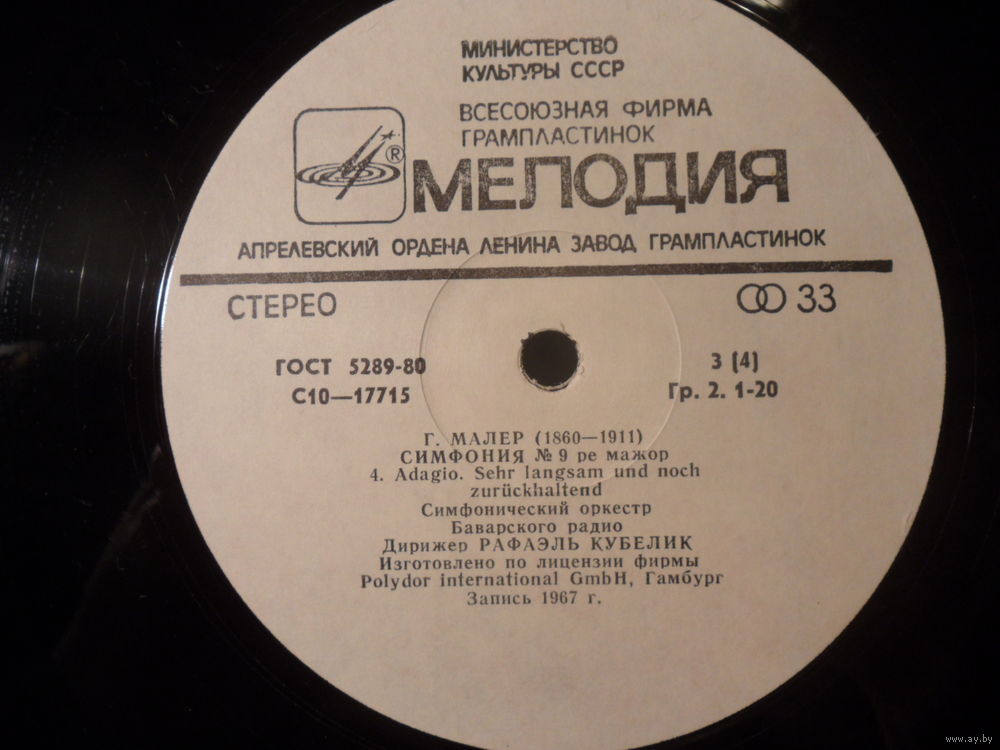 МИНИСТЕРСТВО
КУЛЬТУРЫ СССР
ВСЕСОЮЗНАЯ ФИРМА
ГРАМПЛАСТИНОК
®
МЕЛОДИЯ
АПРЕЛЕВСКИЙ ОРДЕНА ЛЕНИНА ЗАВОД ГРАМПЛАСТИНОК
СТЕРЕО
33
ГОСТ 5289-80
С10—17715
3 (4)
Гр. 2. 1-20
Г. МАЛЕР (1860—1911)
СИМФОНИЯ № 9 ре мажор
4. Adagio. Sehr langsam und noch
zurückhaltend
Симфонический оркестр
Баварского радио
Дирижер РАФАЭЛЬ КУБЕЛИК
Изготовлено по лицензии фирмы
Polydor international GmbH, Гамбург
Запись 1967 г.
www.ay.by